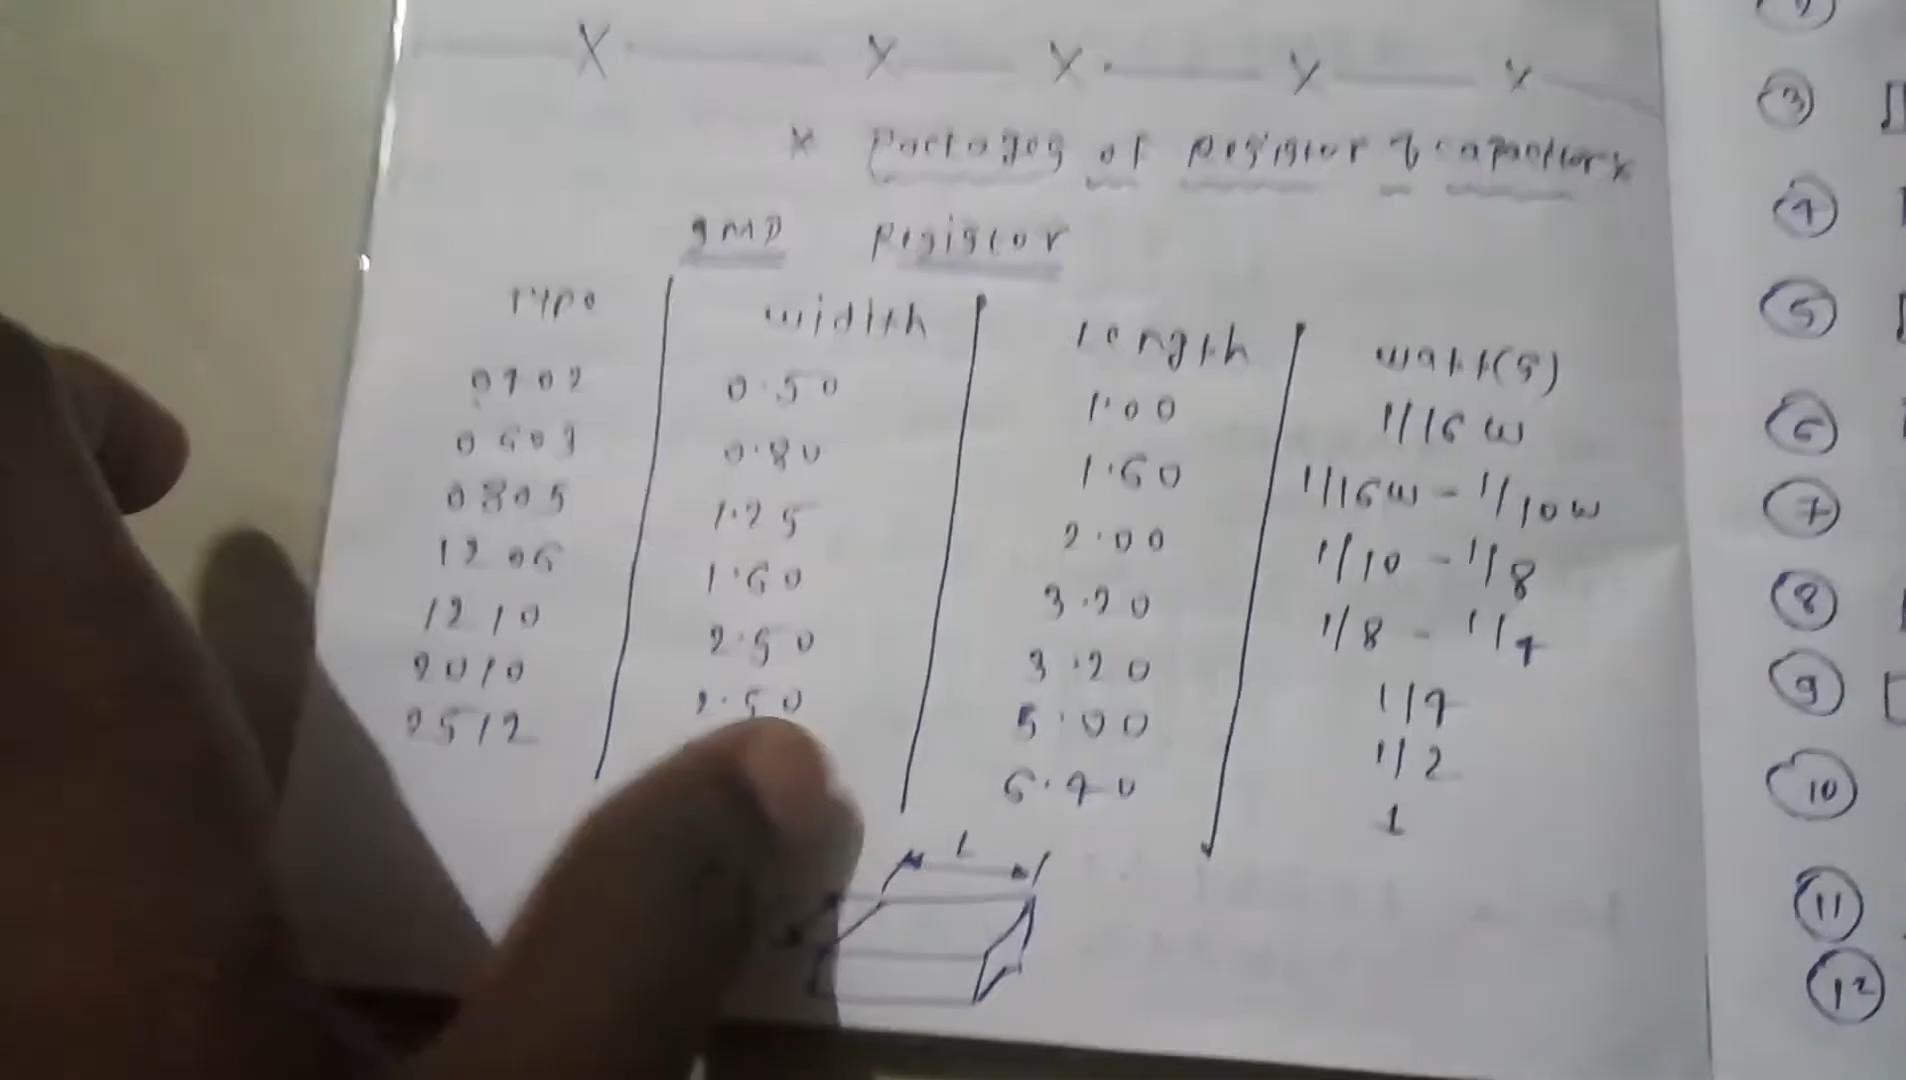 X X X X X
* Packages of Resistor & capacitors
SMD Resistor
Type | width | Length | watt(s)
0402 | 0.50 | 1.00 | 1/16 W
0603 | 0.80 | 1.60 | 1/16W - 1/10W
0805 | 1.25 | 2.00 | 1/10 - 1/8
1206 | 1.60 | 3.20 | 1/8 - 1/4
1210 | 2.50 | 3.20 | 1/4
2010 | 2.50 | 5.00 | 1/2
2512 | 6.40 | 1
L
3
4
5
6
7
8
9
10
11
12